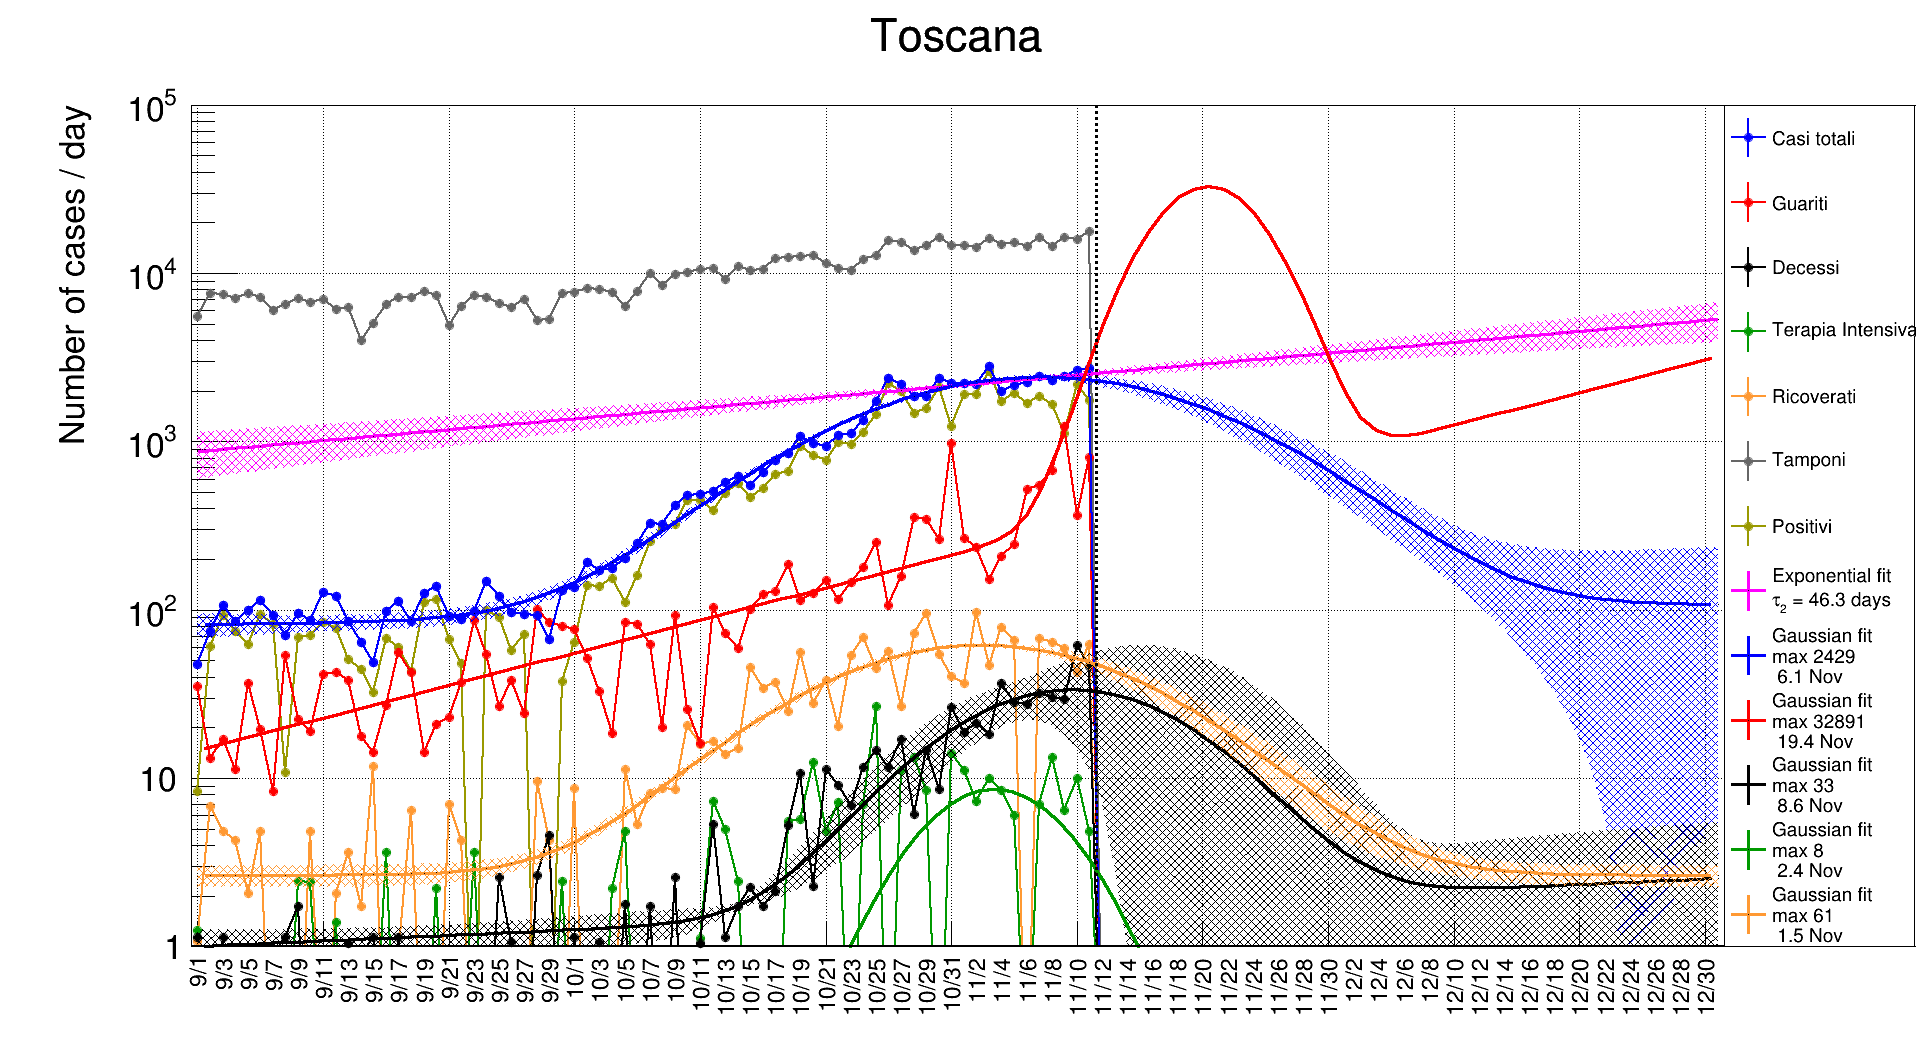 Toscana
Number of cases / day
10^5
10^4
10^3
10^2
10
1
9/1 9/3 9/5 9/7 9/9 9/11 9/13 9/15 9/17 9/19 9/21 9/23 9/25 9/27 9/29 10/1 10/3 10/5 10/7 10/9 10/11 10/13 10/15 10/17 10/19 10/21 10/23 10/25 10/27 10/29 10/31 11/2 11/4 11/6 11/8 11/10 11/12 11/14 11/16 11/18 11/20 11/22 11/24 11/26 11/28 11/30 12/2 12/4 12/6 12/8 12/10 12/12 12/14 12/16 12/18 12/20 12/22 12/24 12/26 12/28 12/30
Casi totali
Guariti
Decessi
Terapia Intensiva
Ricoverati
Tamponi
Positivi
Exponential fit
τ₂ = 46.3 days
Gaussian fit
max 2429
6.1 Nov
Gaussian fit
max 32891
19.4 Nov
Gaussian fit
max 33
8.6 Nov
Gaussian fit
max 8
2.4 Nov
Gaussian fit
max 61
1.5 Nov